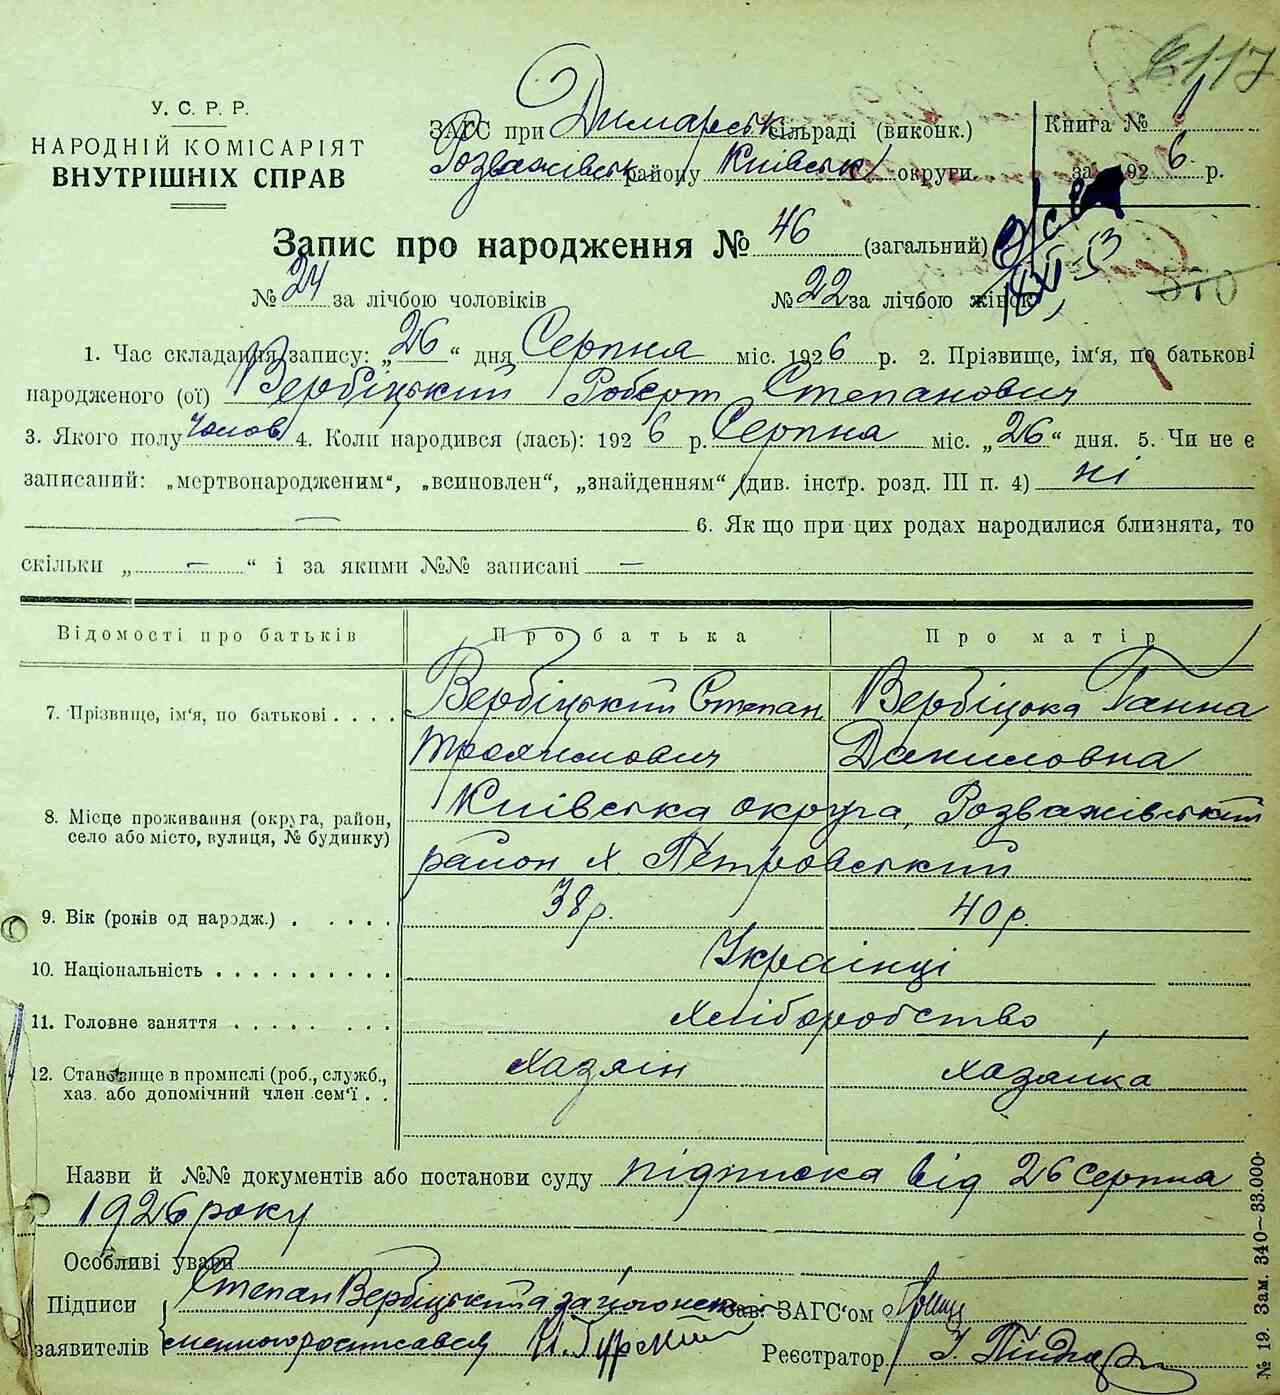 6117
У. С. Р. Р.
НАРОДНІЙ КОМІСАРІЯТ
ВНУТРІШНІХ СПРАВ
ЗАГС при Димарськ сільраді (виконк.)
Розважівськ району Київськ округи
Книга №
за 1926 р.
Запис про народження № 46 (загальний)
№ 24 за лічбою чоловіків № 22 за лічбою жінок
510
1. Час складання запису: „26“ дня Серпня міс. 1926 р. 2. Прізвище, ім'я, по батькові
народженого (ої) Вербіцький Роберт Степанович
3. Якого полу чолов 4. Коли народився (лась): 1926 р. Серпня міс. „26“ дня. 5. Чи не є
записаний: „мертвонародженим“, „всиновлен“, „знайденням“ (див. інстр. розд. III п. 4) ні
— 6. Як що при цих родах народилися близнята, то
скільки „ — “ і за якими №№ записані —
Відомості про батьків Про батька Про матір
7. Прізвище, ім'я, по батькові . . . . Вербіцький Степан Вербіцька Ганна
Трохимович Даниловна
8. Місце проживання (округа, район, село або місто, вулиця, № будинку) Київська округа, Розважівський
район х. Петровський
9. Вік (років од народж.) . . . . . 38 р. 40 р.
10. Національність . . . . . . . . . . Українці
11. Головне заняття . . . . . . . . Хліборобство
12. Становище в промислі (роб., служб., хаз. або допомічний член сем'ї . . Хазяін хазяйка
Назви й №№ документів або постанови суду підписка від 26 серпня
1926 року
Особливі уваги
Підписи заявителів Степан Вербіцький а за його
Зав. ЗАГС'ом
росписався
Реєстратор
№ 19. Зам. 340—33.000.